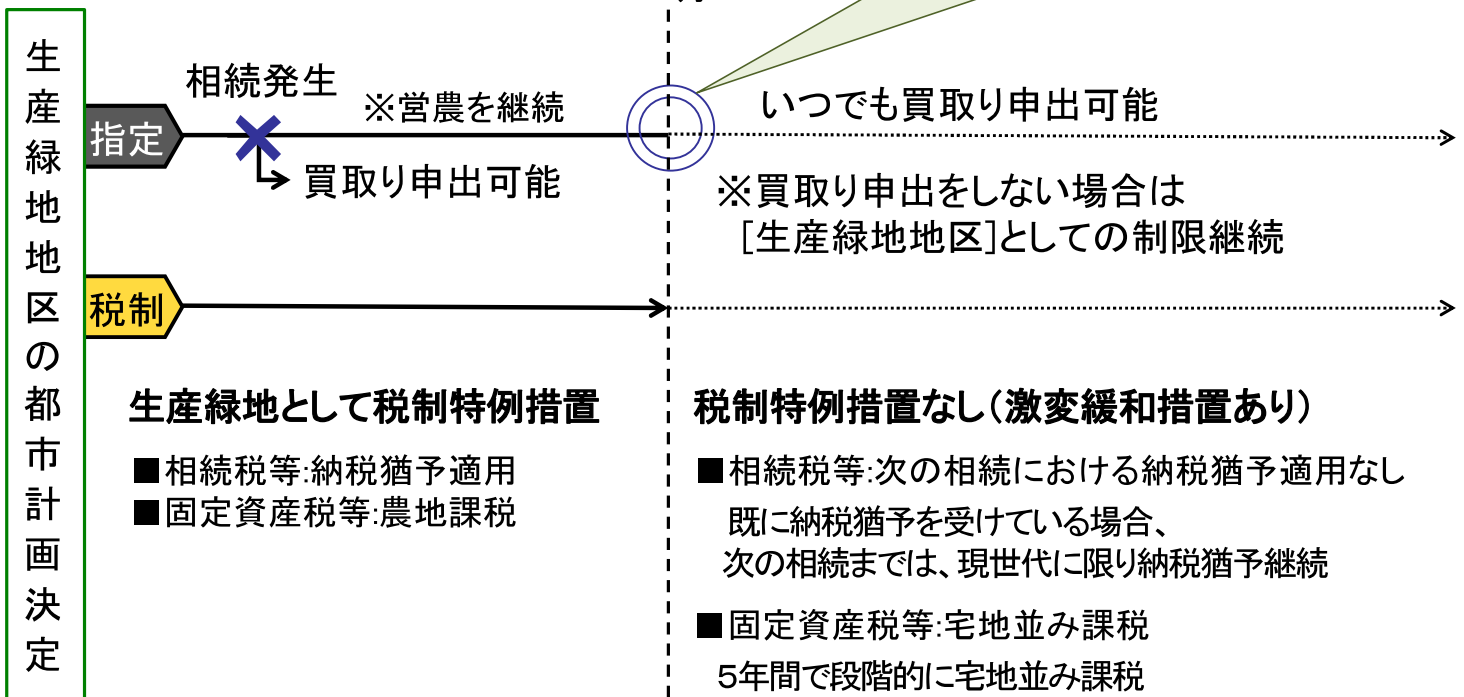 生産緑地地区の都市計画決定
指定
相続発生
※営農を継続
買取り申出可能
いつでも買取り申出可能
※買取り申出をしない場合は
[生産緑地地区]としての制限継続
税制
生産緑地として税制特例措置
■相続税等:納税猶予適用
■固定資産税等:農地課税
税制特例措置なし(激変緩和措置あり)
■相続税等:次の相続における納税猶予適用なし
既に納税猶予を受けている場合、
次の相続までは、現世代に限り納税猶予継続
■固定資産税等:宅地並み課税
5年間で段階的に宅地並み課税